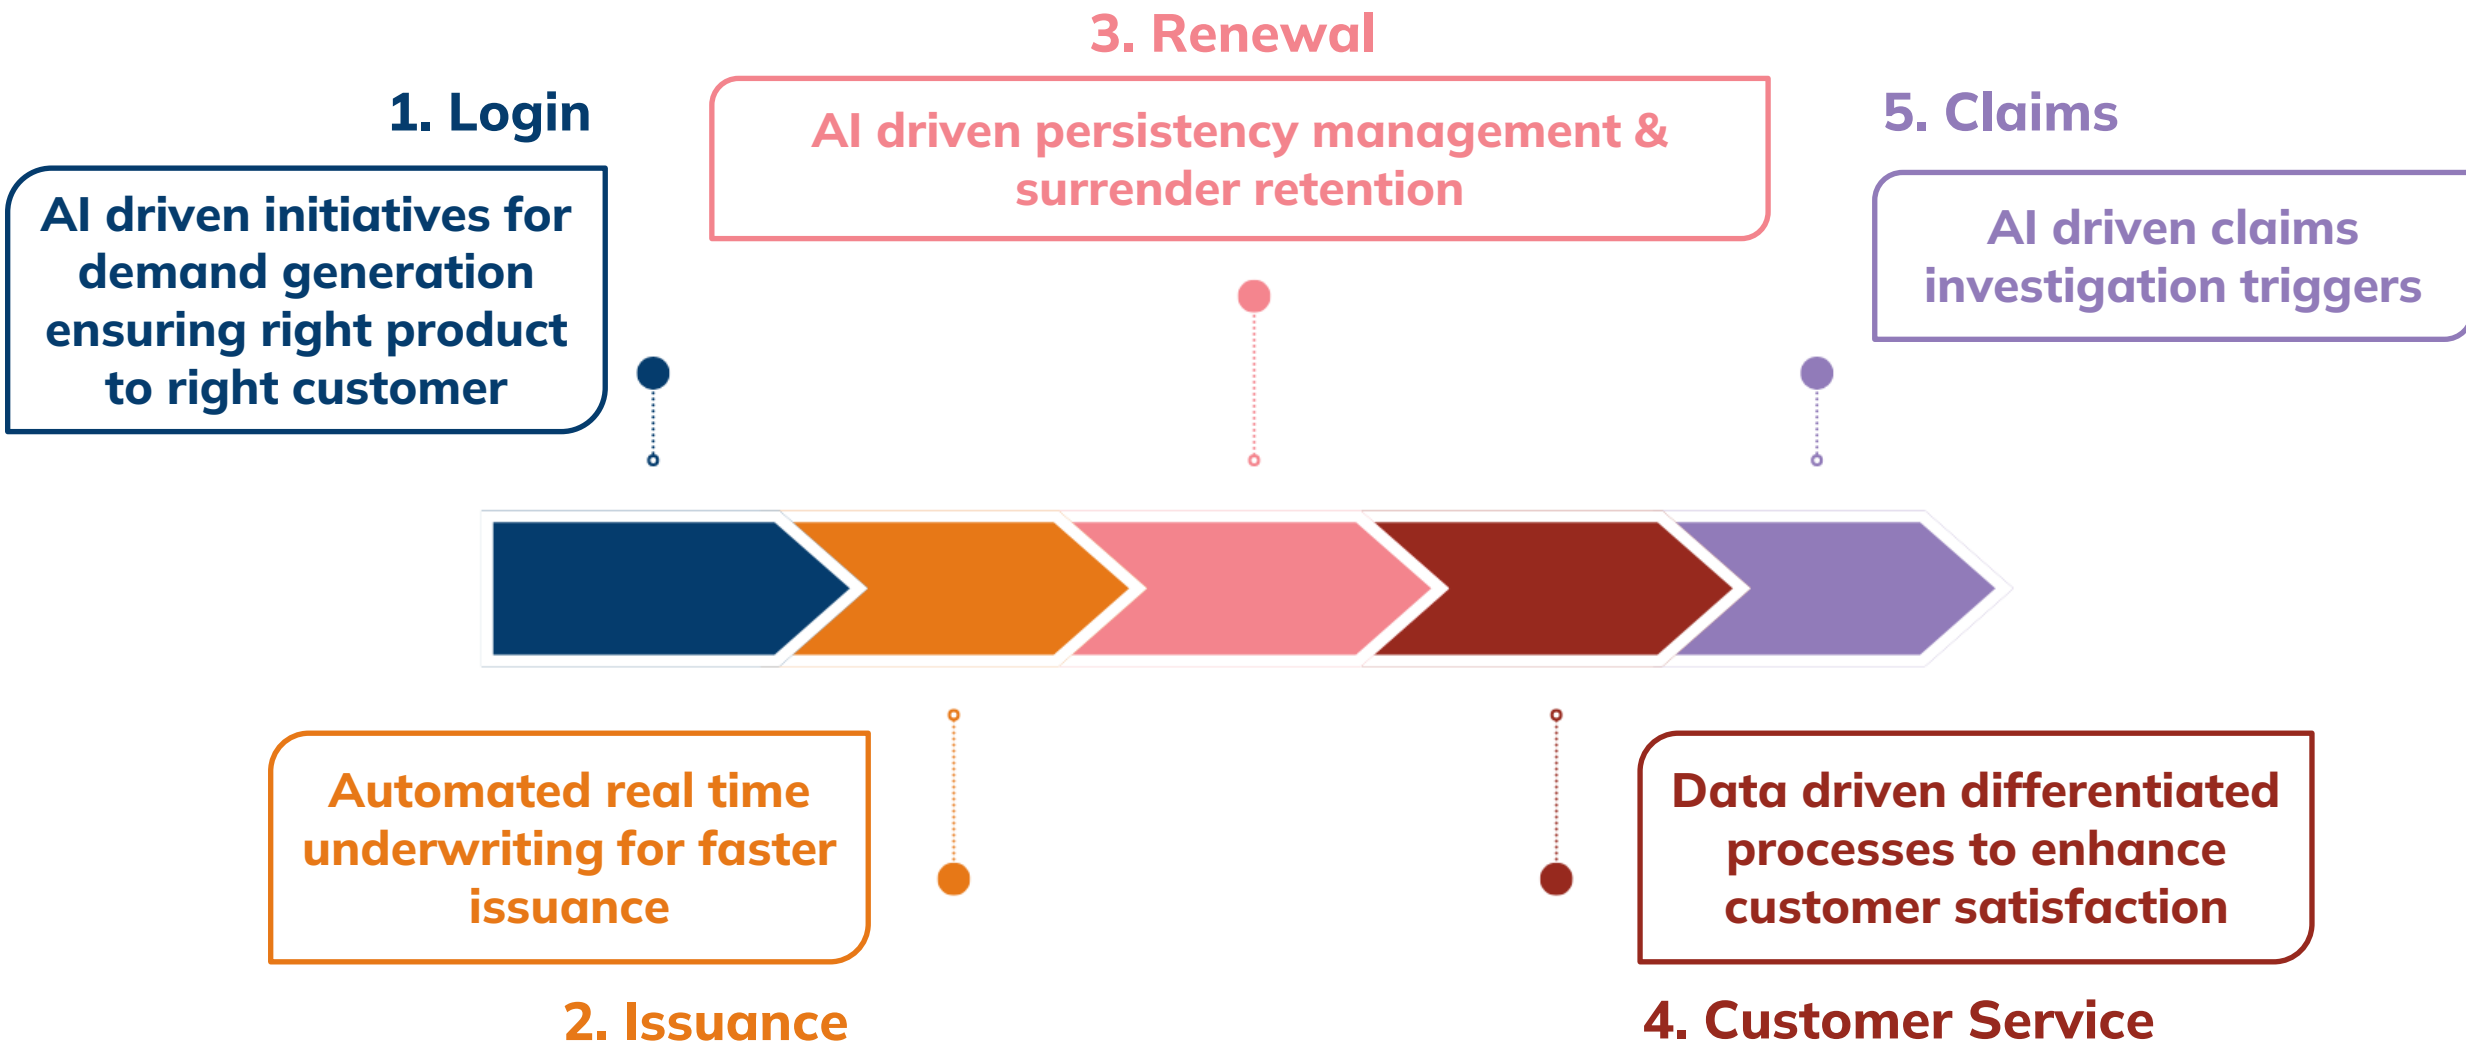 1. Login
AI driven initiatives for
demand generation
ensuring right product
to right customer
2. Issuance
Automated real time
underwriting for faster
issuance
3. Renewal
AI driven persistency management &
surrender retention
4. Customer Service
Data driven differentiated
processes to enhance
customer satisfaction
5. Claims
AI driven claims
investigation triggers